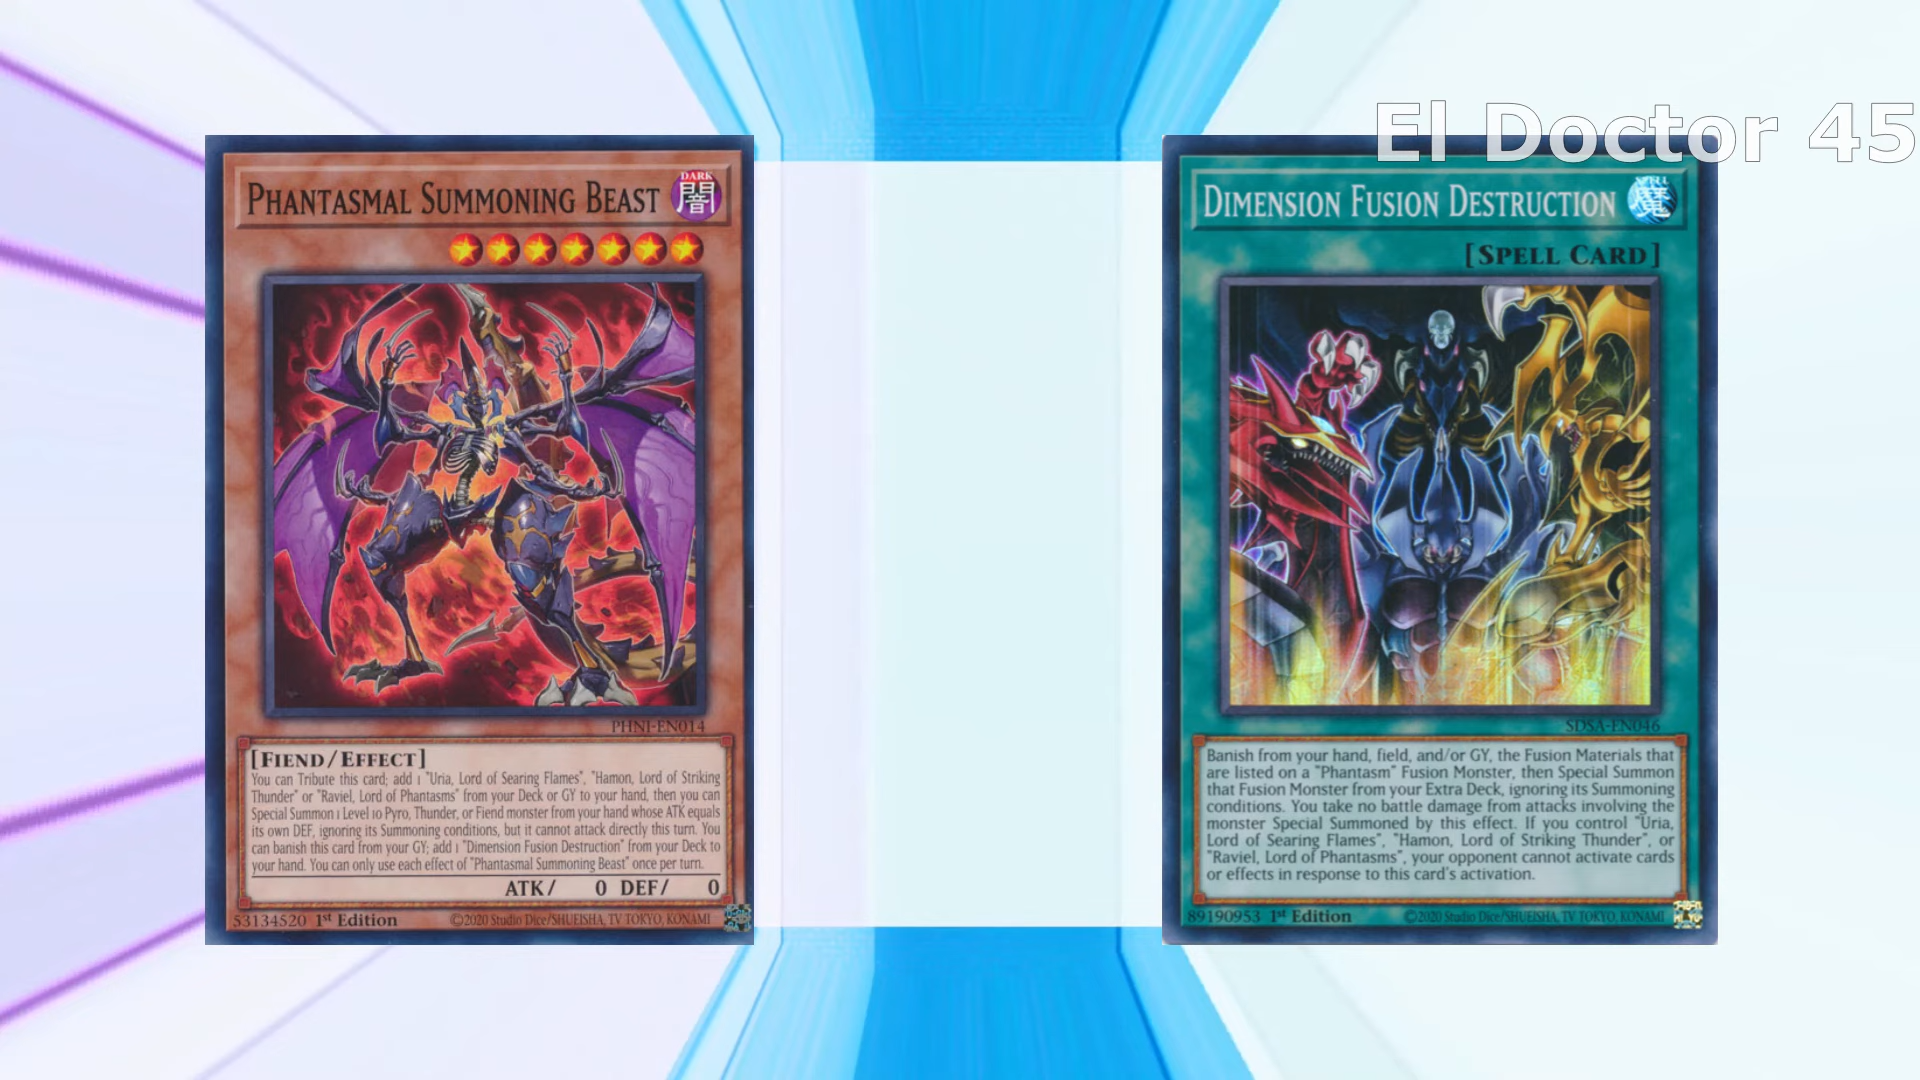 El Doctor 45
PHANTASMAL SUMMONING BEAST
DARK
闇
PHNI-EN014
[FIEND/EFFECT]
You can Tribute this card; add 1 "Uria, Lord of Searing Flames", "Hamon, Lord of Striking
Thunder" or "Raviel, Lord of Phantasms" from your Deck or GY to your hand, then you can
Special Summon 1 Level 10 Pyro, Thunder, or Fiend monster from your hand whose ATK equals
its own DEF, ignoring its Summoning conditions, but it cannot attack directly this turn. You
can banish this card from your GY; add 1 "Dimension Fusion Destruction" from your Deck to
your hand. You can only use each effect of "Phantasmal Summoning Beast" once per turn.
ATK/ 0 DEF/ 0
53134520 1st Edition ©2020 Studio Dice/SHUEISHA, TV TOKYO, KONAMI
DIMENSION FUSION DESTRUCTION
魔
[SPELL CARD]
SDSA-EN046
Banish from your hand, field, and/or GY, the Fusion Materials that
are listed on a "Phantasm" Fusion Monster, then Special Summon
that Fusion Monster from your Extra Deck, ignoring its Summoning
conditions. You take no battle damage from attacks involving the
monster Special Summoned by this effect. If you control "Uria,
Lord of Searing Flames", "Hamon, Lord of Striking Thunder", or
"Raviel, Lord of Phantasms", your opponent cannot activate cards
or effects in response to this card's activation.
89190953 1st Edition ©2020 Studio Dice/SHUEISHA, TV TOKYO, KONAMI